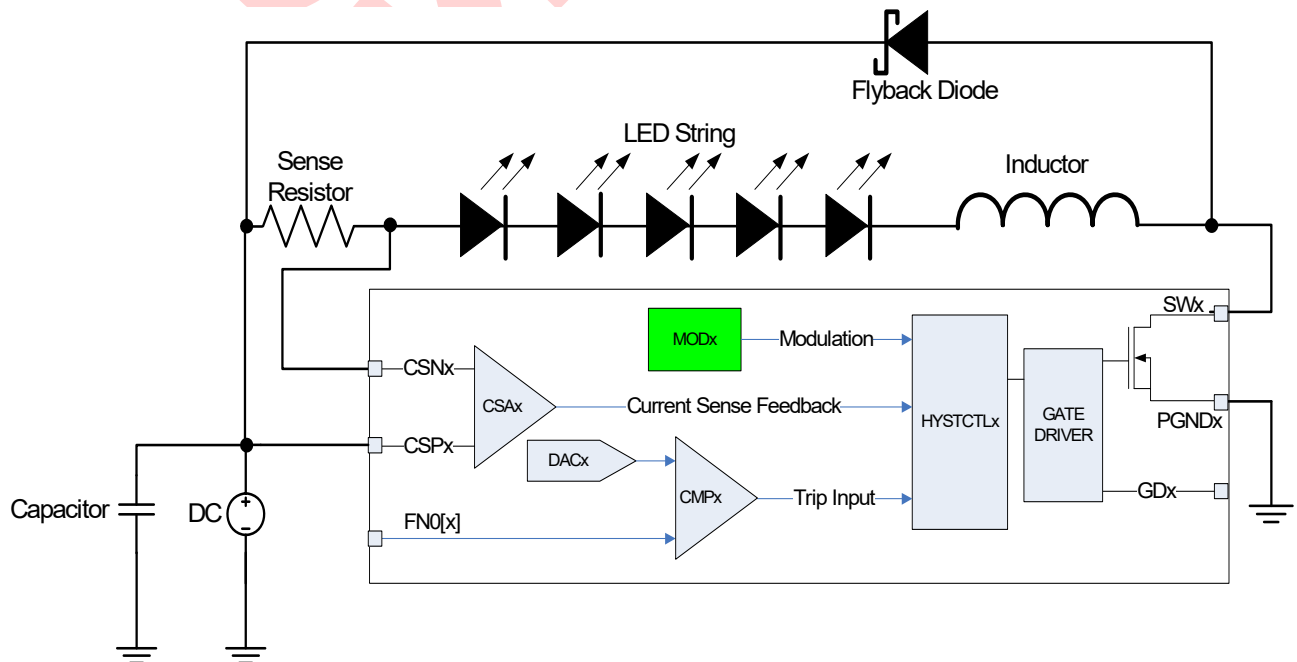 Flyback Diode
LED String
Sense
Resistor
Inductor
SWx
MODx
Modulation
CSNx
CSAx
Current Sense Feedback
HYSTCTLx
GATE
DRIVER
PGNDx
CSPx
DACx
CMPx
Trip Input
GDx
Capacitor
DC
+
-
FN0[x]